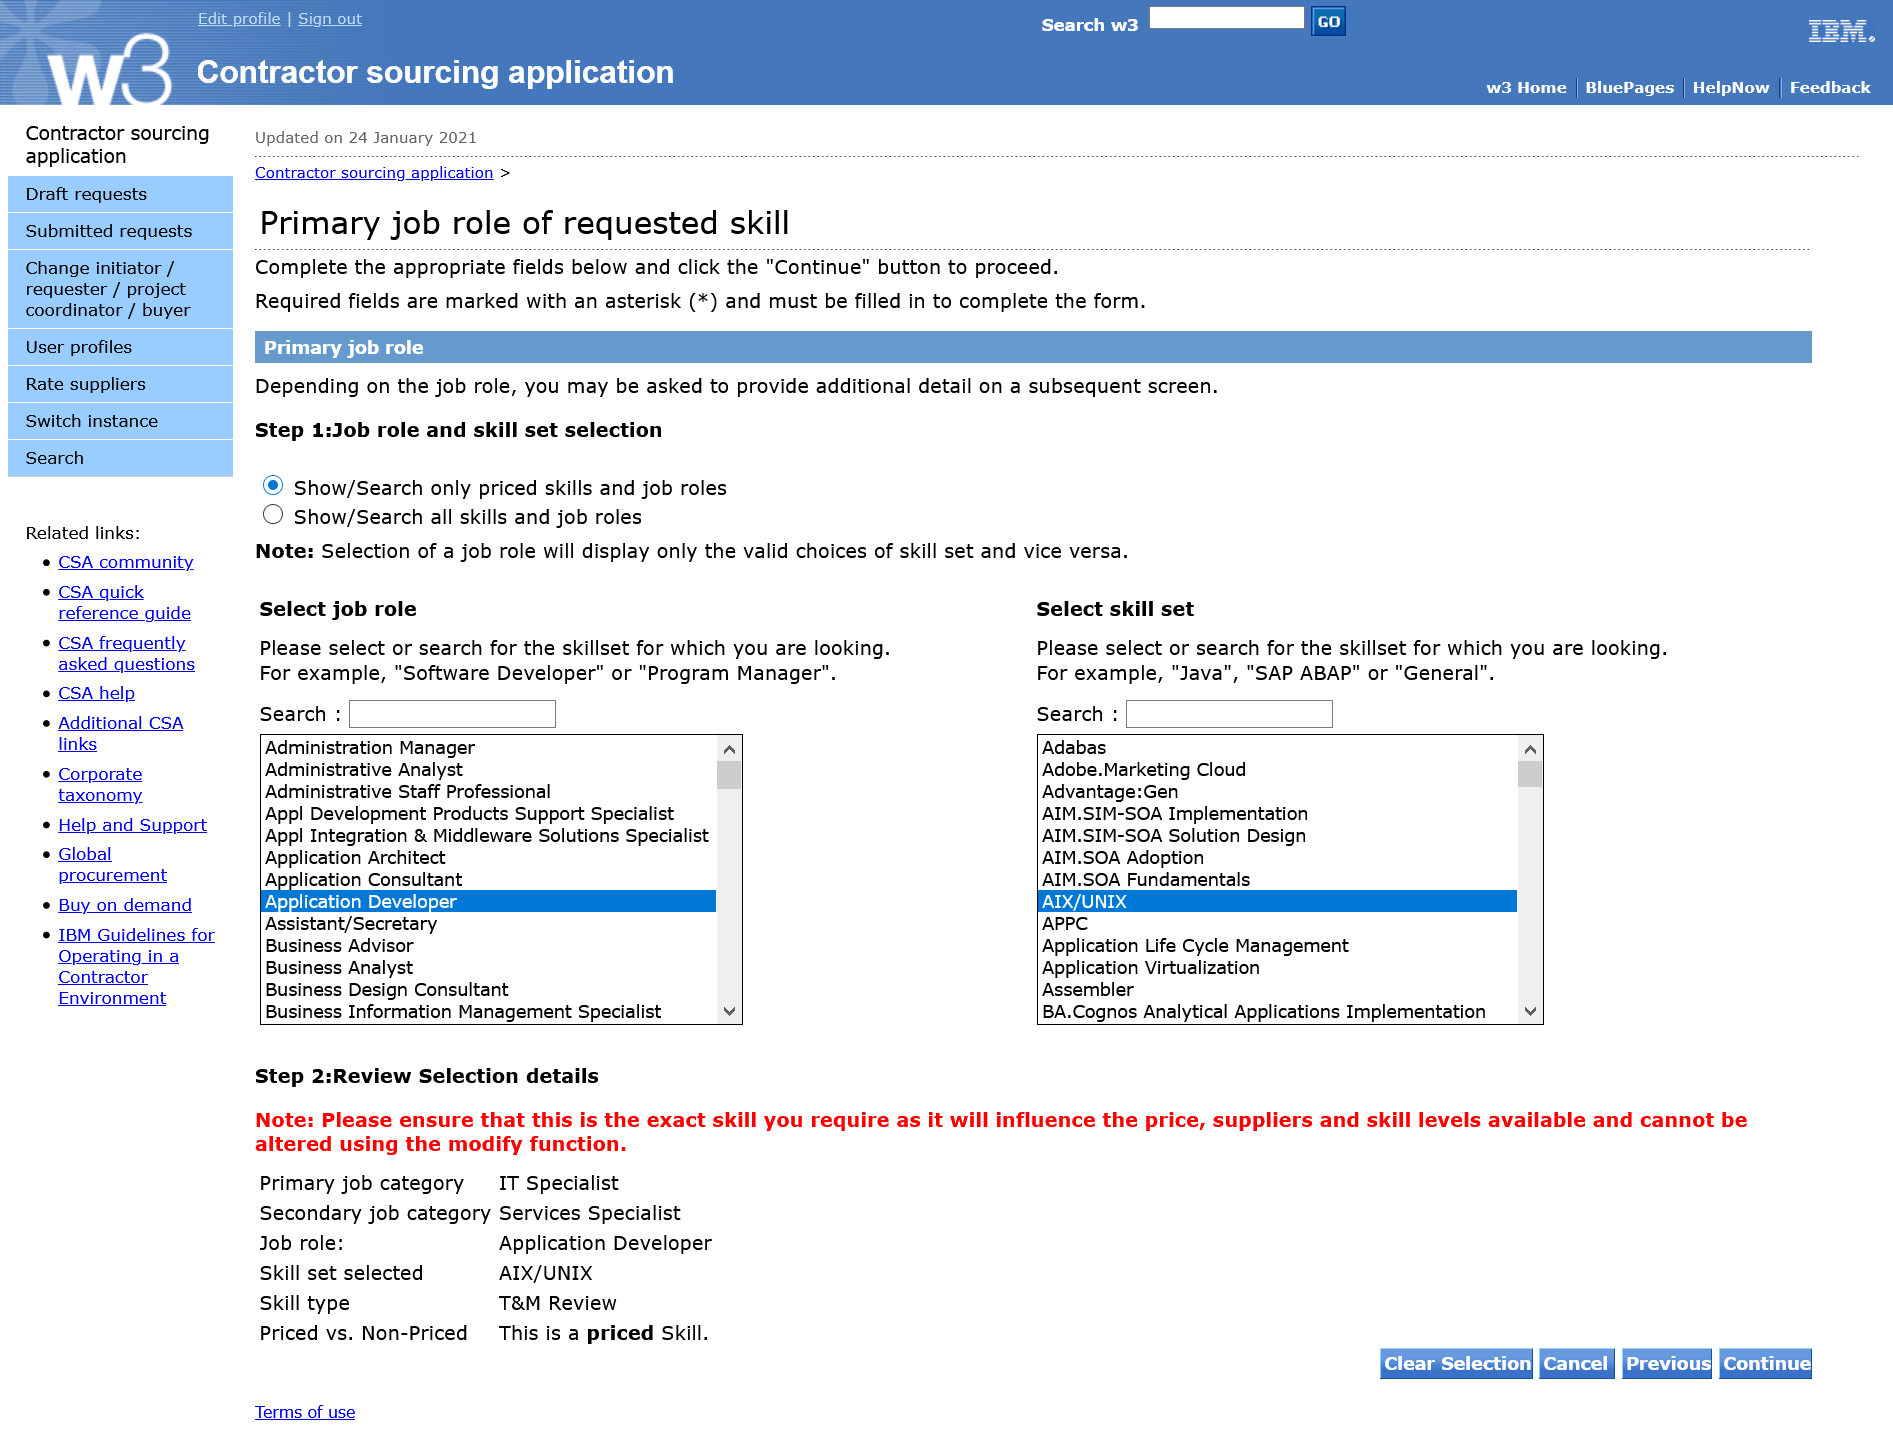 Edit profile | Sign out
Search w3 GO
IBM.
w3 Contractor sourcing application
w3 Home BluePages HelpNow Feedback
Contractor sourcing
application
Draft requests
Submitted requests
Change initiator /
requester / project
coordinator / buyer
User profiles
Rate suppliers
Switch instance
Search
Related links:
CSA community
CSA quick
reference guide
CSA frequently
asked questions
CSA help
Additional CSA
links
Corporate
taxonomy
Help and Support
Global
procurement
Buy on demand
IBM Guidelines for
Operating in a
Contractor
Environment
Updated on 24 January 2021
Contractor sourcing application >
Primary job role of requested skill
Complete the appropriate fields below and click the "Continue" button to proceed.
Required fields are marked with an asterisk (*) and must be filled in to complete the form.
Primary job role
Depending on the job role, you may be asked to provide additional detail on a subsequent screen.
Step 1:Job role and skill set selection
Show/Search only priced skills and job roles
Show/Search all skills and job roles
Note: Selection of a job role will display only the valid choices of skill set and vice versa.
Select job role
Please select or search for the skillset for which you are looking.
For example, "Software Developer" or "Program Manager".
Search :
Administration Manager
Administrative Analyst
Administrative Staff Professional
Appl Development Products Support Specialist
Appl Integration & Middleware Solutions Specialist
Application Architect
Application Consultant
Application Developer
Assistant/Secretary
Business Advisor
Business Analyst
Business Design Consultant
Business Information Management Specialist
Select skill set
Please select or search for the skillset for which you are looking.
For example, "Java", "SAP ABAP" or "General".
Search :
Adabas
Adobe.Marketing Cloud
Advantage:Gen
AIM.SIM-SOA Implementation
AIM.SIM-SOA Solution Design
AIM.SOA Adoption
AIM.SOA Fundamentals
AIX/UNIX
APPC
Application Life Cycle Management
Application Virtualization
Assembler
BA.Cognos Analytical Applications Implementation
Step 2:Review Selection details
Note: Please ensure that this is the exact skill you require as it will influence the price, suppliers and skill levels available and cannot be
altered using the modify function.
Primary job category IT Specialist
Secondary job category Services Specialist
Job role: Application Developer
Skill set selected AIX/UNIX
Skill type T&M Review
Priced vs. Non-Priced This is a priced Skill.
Clear Selection Cancel Previous Continue
Terms of use